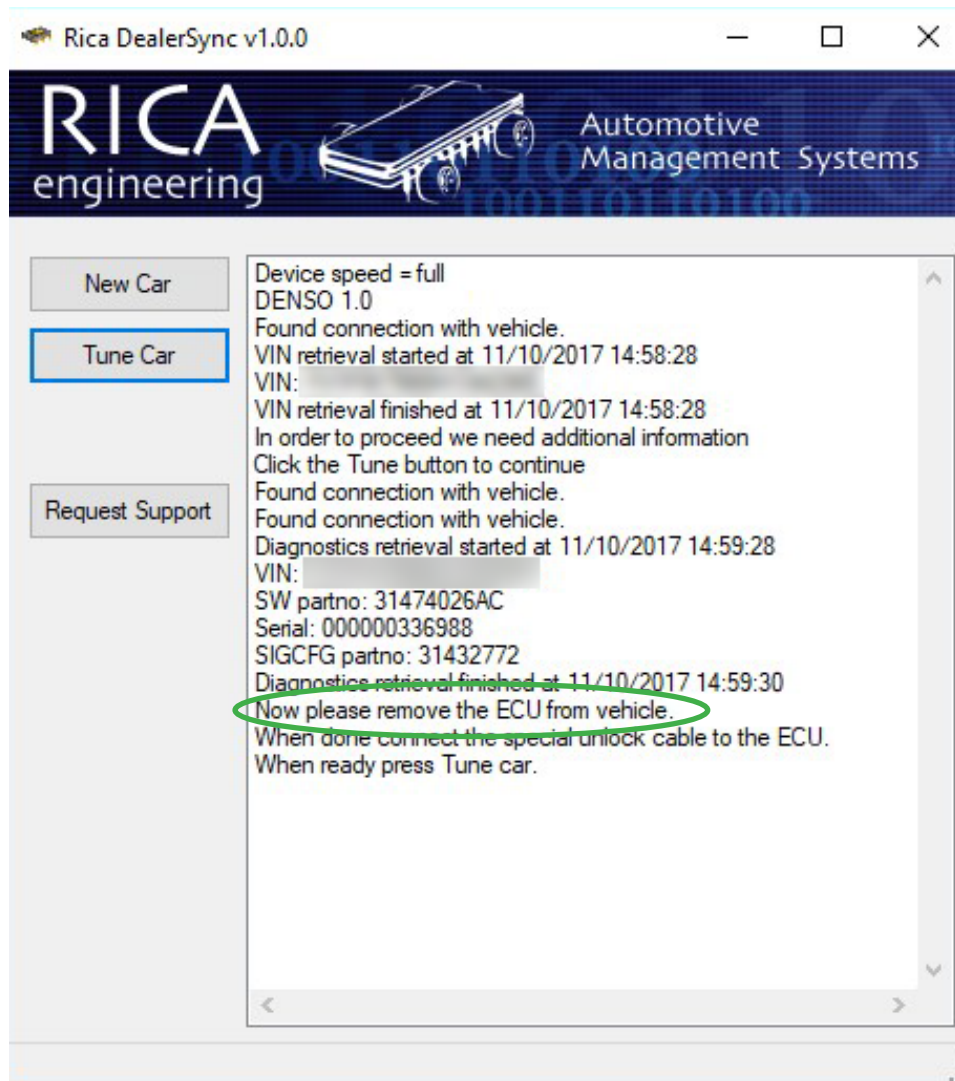 Rica DealerSync v1.0.0
RICA
engineering
Automotive
Management Systems
100110110100
New Car
Tune Car
Request Support
Device speed = full
DENSO 1.0
Found connection with vehicle.
VIN retrieval started at 11/10/2017 14:58:28
VIN:
VIN retrieval finished at 11/10/2017 14:58:28
In order to proceed we need additional information
Click the Tune button to continue
Found connection with vehicle.
Found connection with vehicle.
Diagnostics retrieval started at 11/10/2017 14:59:28
VIN:
SW partno: 31474026AC
Serial: 000000336988
SIGCFG partno: 31432772
Diagnostics retrieval finished at 11/10/2017 14:59:30
Now please remove the ECU from vehicle.
When done connect the special unlock cable to the ECU.
When ready press Tune car.